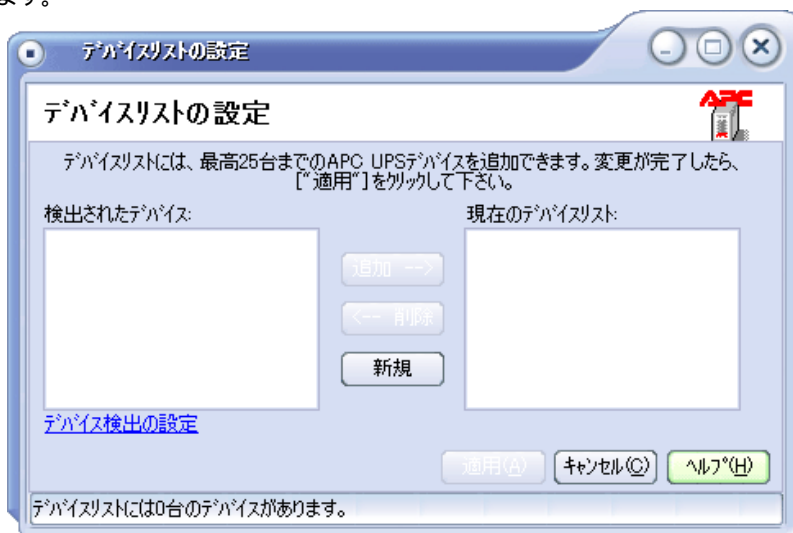 ます。
ﾃﾞﾊﾞｲｽﾘｽﾄの設定
ﾃﾞﾊﾞｲｽﾘｽﾄの設定
APC
ﾃﾞﾊﾞｲｽﾘｽﾄには、最高25台までのAPC UPSﾃﾞﾊﾞｲｽを追加できます。変更が完了したら、
["適用"]をｸﾘｯｸして下さい。
検出されたﾃﾞﾊﾞｲｽ:
現在のﾃﾞﾊﾞｲｽﾘｽﾄ:
追加 -->
<-- 削除
新規
ﾃﾞﾊﾞｲｽ検出の設定
適用(A) ｷｬﾝｾﾙ(C) ﾍﾙﾌﾟ(H)
ﾃﾞﾊﾞｲｽﾘｽﾄには0台のﾃﾞﾊﾞｲｽがあります。